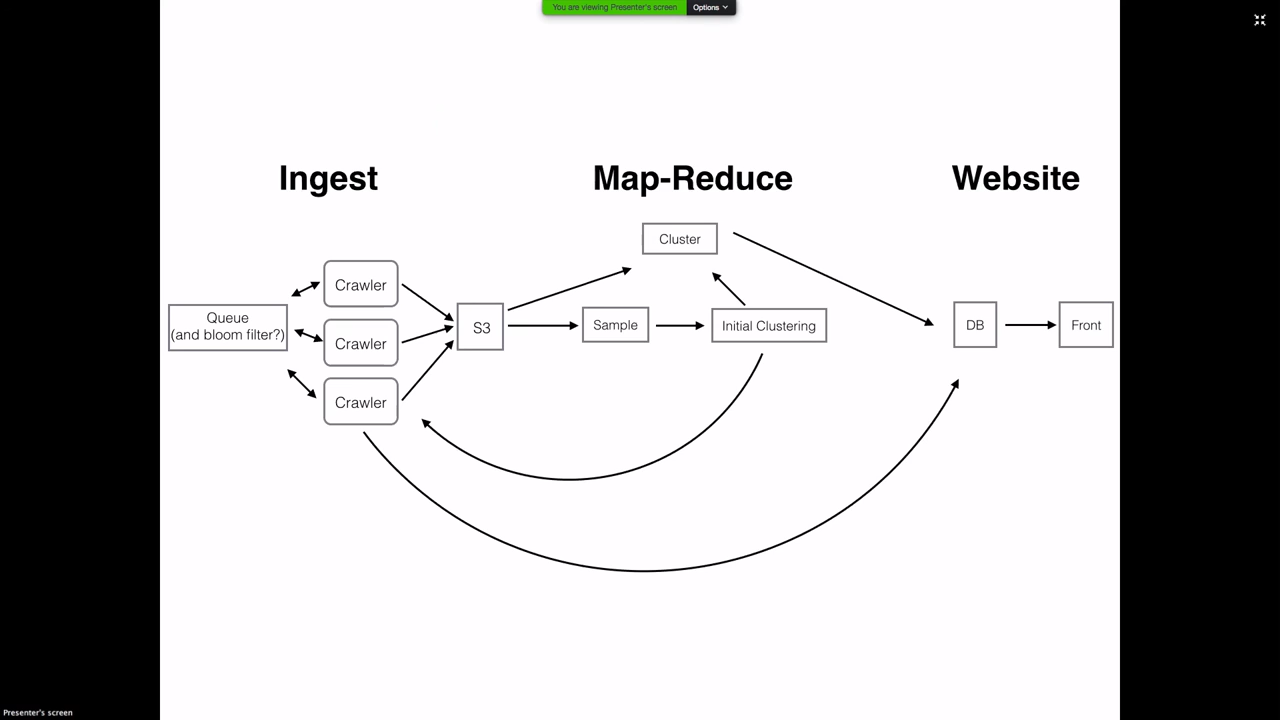 You are viewing Presenter's screen
Options
Ingest
Map-Reduce
Website
Cluster
Crawler
Queue
(and bloom filter?)
Crawler
S3
Sample
Initial Clustering
DB
Front
Crawler
Presenter's screen